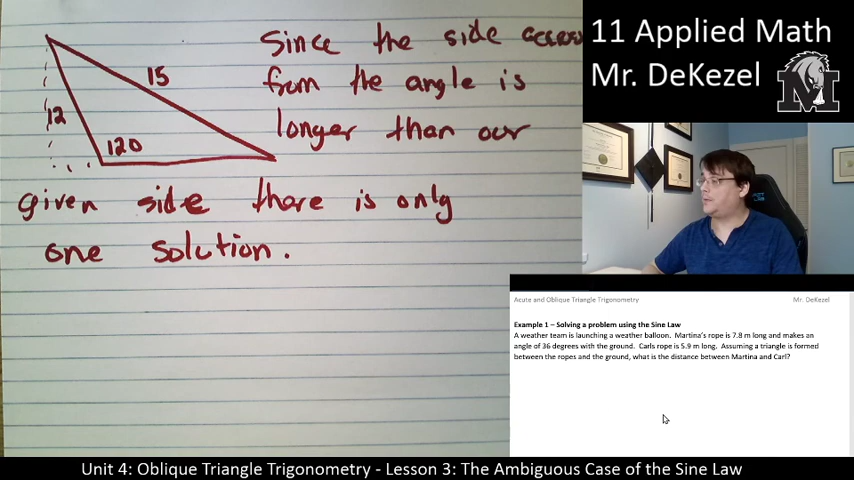 Since the side across
15
from the angle is
12
120
longer than our
given side there is only
one solution.
11 Applied Math
Mr. DeKezel
M
Acute and Oblique Triangle Trigonometry Mr. DeKezel
Example 1 – Solving a problem using the Sine Law
A weather team is launching a weather balloon. Martina's rope is 7.8 m long and makes an
angle of 36 degrees with the ground. Carls rope is 5.9 m long. Assuming a triangle is formed
between the ropes and the ground, what is the distance between Martina and Carl?
Unit 4: Oblique Triangle Trigonometry - Lesson 3: The Ambiguous Case of the Sine Law